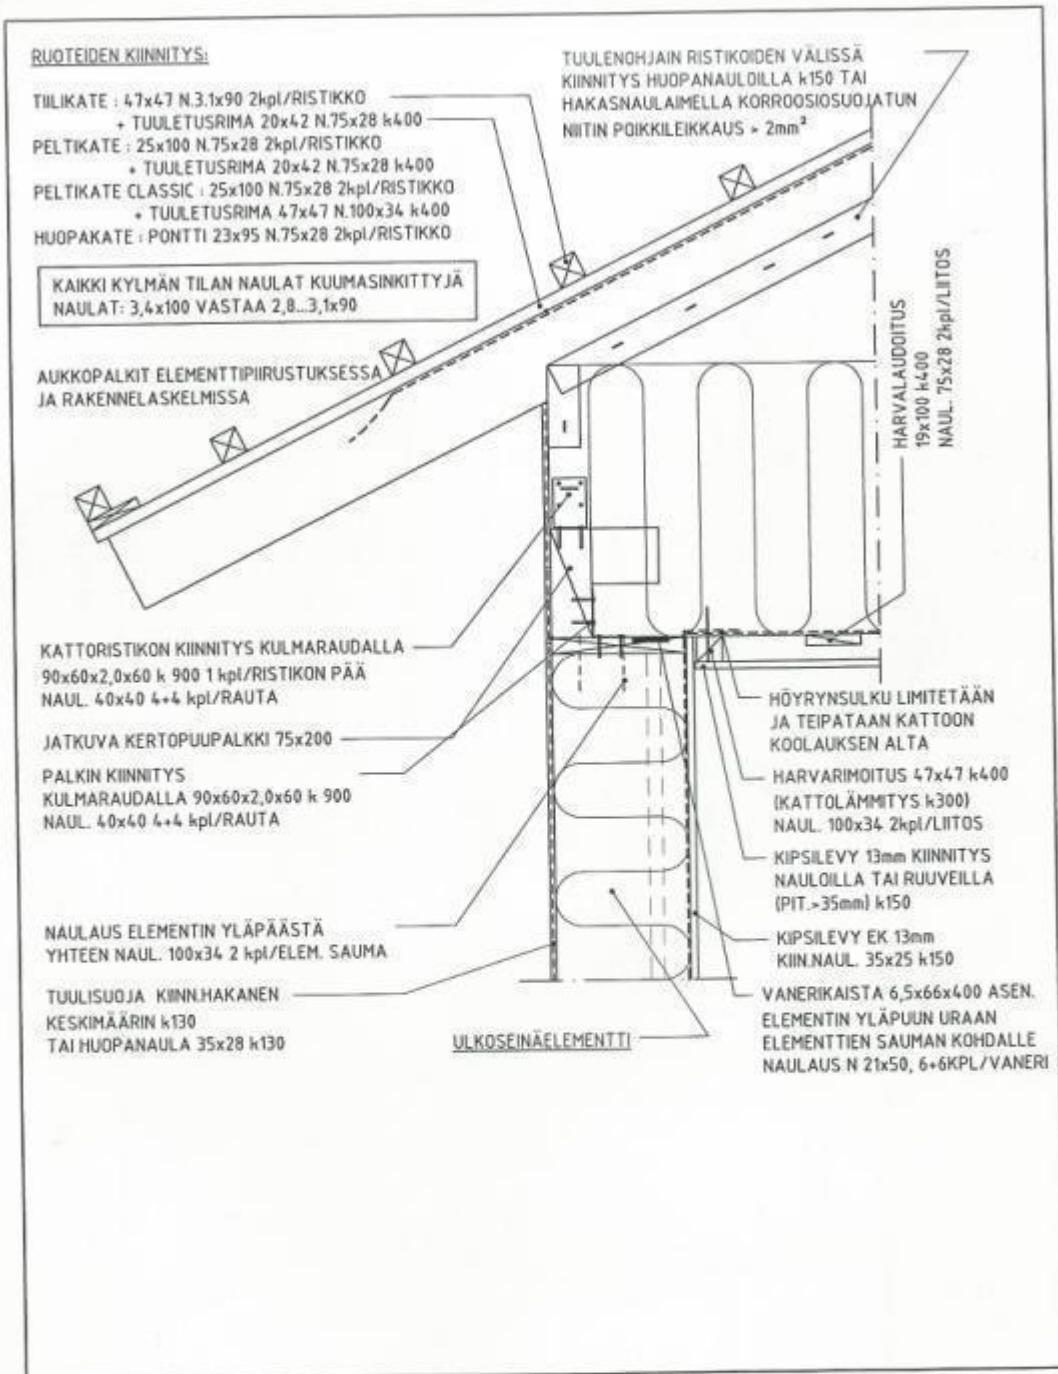 RUOTEIDEN KIINNITYS:
TIILIKATE : 47x47 N.3.1x90 2kpl/RISTIKKO
+ TUULETUSRIMA 20x42 N.75x28 k400
PELTIKATE : 25x100 N.75x28 2kpl/RISTIKKO
+ TUULETUSRIMA 20x42 N.75x28 k400
PELTIKATE CLASSIC : 25x100 N.75x28 2kpl/RISTIKKO
+ TUULETUSRIMA 47x47 N.100x34 k400
HUOPAKATE : PONTTI 23x95 N.75x28 2kpl/RISTIKKO
KAIKKI KYLMÄN TILAN NAULAT KUUMASINKITTYJÄ
NAULAT: 3,4x100 VASTAA 2,8...3,1x90
AUKKOPALKIT ELEMENTTIPIIRUSTUKSESSA
JA RAKENNELASKELMISSA
TUULENOHJAIN RISTIKOIDEN VÄLISSÄ
KIINNITYS HUOPANAULOILLA k150 TAI
HAKASNAULAIMELLA KORROOSIOSUOJATUN
NIITIN POIKKILEIKKAUS > 2mm²
HARVALAUDOITUS
19x100 k400
NAUL. 75x28 2kpl/LIITOS
KATTORISTIKON KIINNITYS KULMARAUDALLA
90x60x2,0x60 k 900 1 kpl/RISTIKON PÄÄ
NAUL. 40x40 4+4 kpl/RAUTA
JATKUVA KERTOPUUPALKKI 75x200
PALKIN KIINNITYS
KULMARAUDALLA 90x60x2,0x60 k 900
NAUL. 40x40 4+4 kpl/RAUTA
NAULAUS ELEMENTIN YLÄPÄÄSTÄ
YHTEEN NAUL. 100x34 2 kpl/ELEM. SAUMA
TUULISUOJA KIINN.HAKANEN
KESKIMÄÄRIN k130
TAI HUOPANAULA 35x28 k130
ULKOSEINÄELEMENTTI
HÖYRYNSULKU LIMITETÄÄN
JA TEIPATAAN KATTOON
KOOLAUKSEN ALTA
HARVARIMOITUS 47x47 k400
(KATTOLÄMMITYS k300)
NAUL. 100x34 2kpl/LIITOS
KIPSILEVY 13mm KIINNITYS
NAULOILLA TAI RUUVEILLA
(PIT.>35mm) k150
KIPSILEVY EK 13mm
KIIN.NAUL. 35x25 k150
VANERIKAISTA 6,5x66x400 ASEN.
ELEMENTIN YLÄPUUN URAAN
ELEMENTTIEN SAUMAN KOHDALLE
NAULAUS N 21x50, 6+6KPL/VANERI